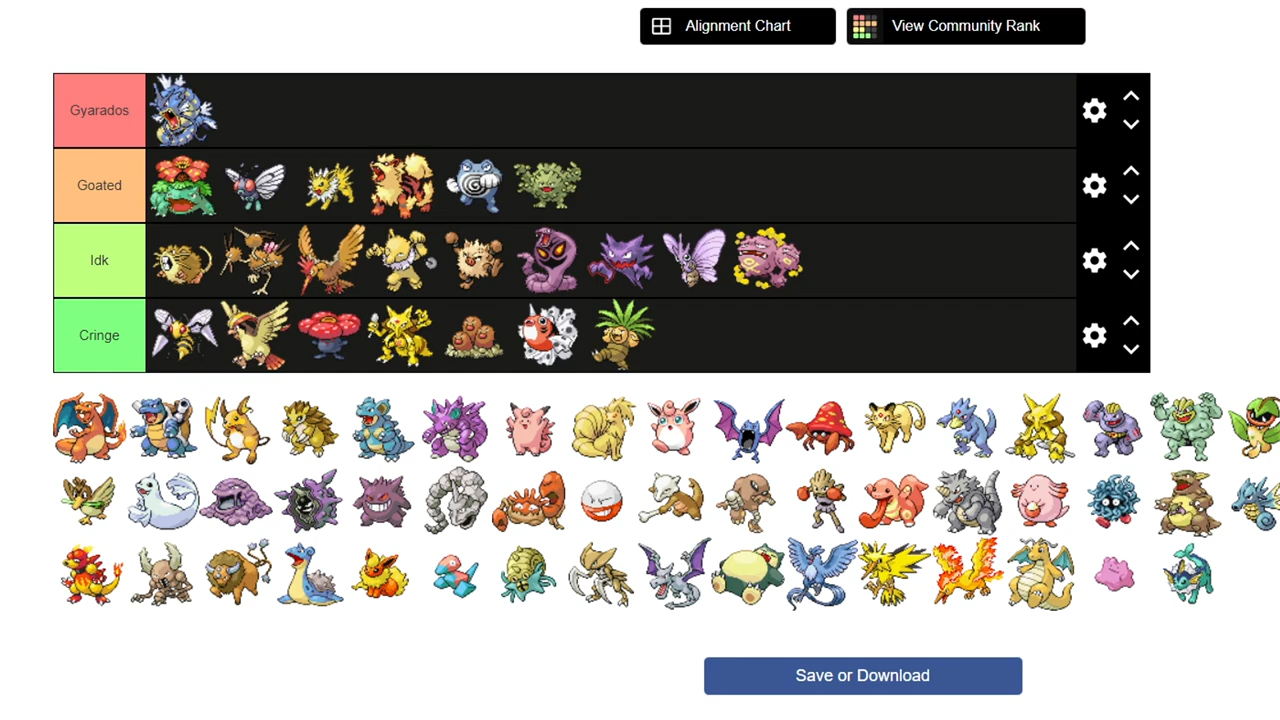 Alignment Chart
View Community Rank
Gyarados
Goated
Idk
Cringe
Save or Download